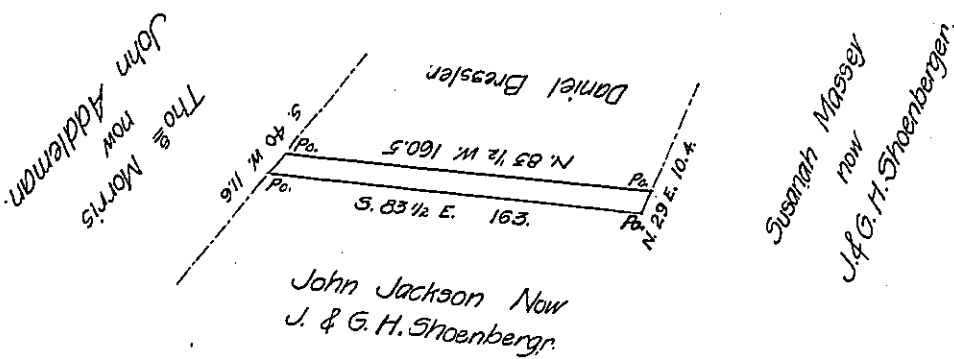 Thos Morris
now
John Addleman.
Daniel Bressler.
Susanah Massey
now
J. & G. H. Shoenberger.
S. 40 W. 11.6
Po.
N. 83 1/2 W. 160.5
Po.
N. 29 E. 10.4.
Po.
S. 83 1/2 E. 163.
Po.
John Jackson Now
J. & G. H. Shoenbergr.